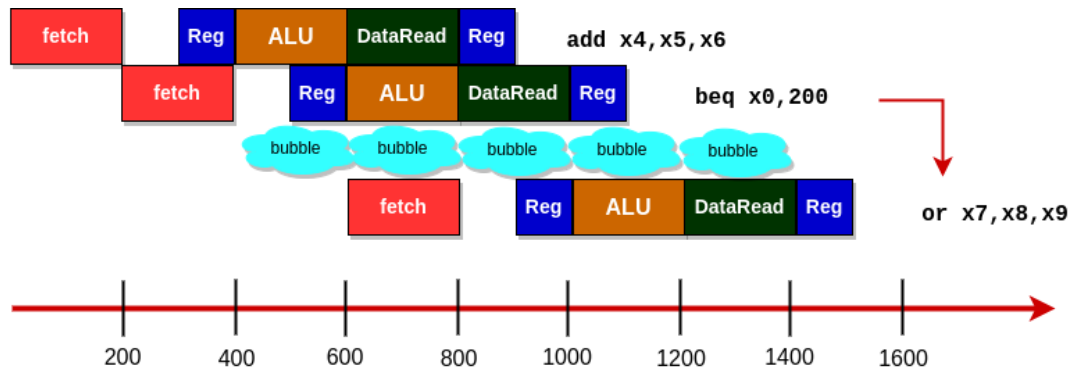 fetch Reg ALU DataRead Reg add x4,x5,x6
fetch Reg ALU DataRead Reg beq x0,200
bubble bubble bubble bubble bubble
fetch Reg ALU DataRead Reg or x7,x8,x9
200 400 600 800 1000 1200 1400 1600